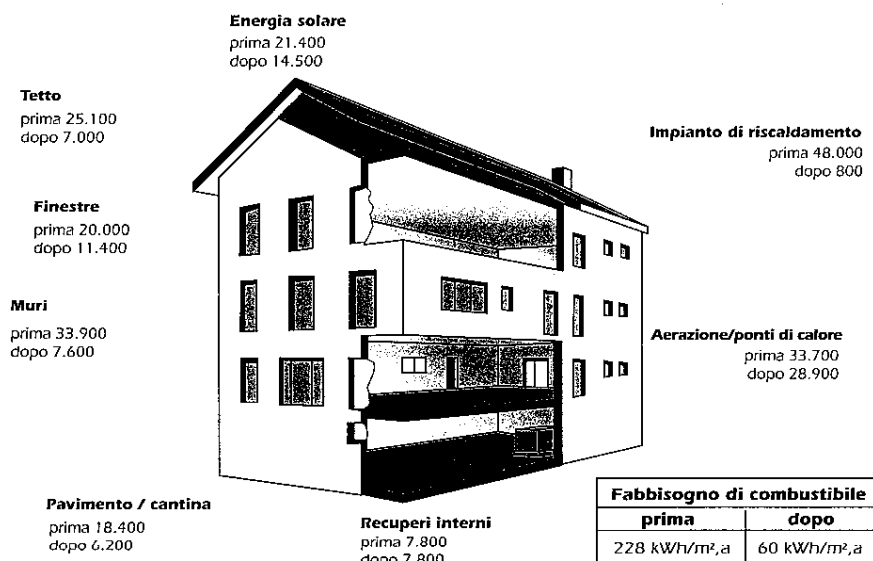 Energia solare
prima 21.400
dopo 14.500
Tetto
prima 25.100
dopo 7.000
Impianto di riscaldamento
prima 48.000
dopo 800
Finestre
prima 20.000
dopo 11.400
Muri
prima 33.900
dopo 7.600
Aerazione/ponti di calore
prima 33.700
dopo 28.900
Pavimento / cantina
prima 18.400
dopo 6.200
Recuperi interni
prima 7.800
dopo 7.800
Fabbisogno di combustibile
prima dopo
228 kWh/m²,a 60 kWh/m²,a